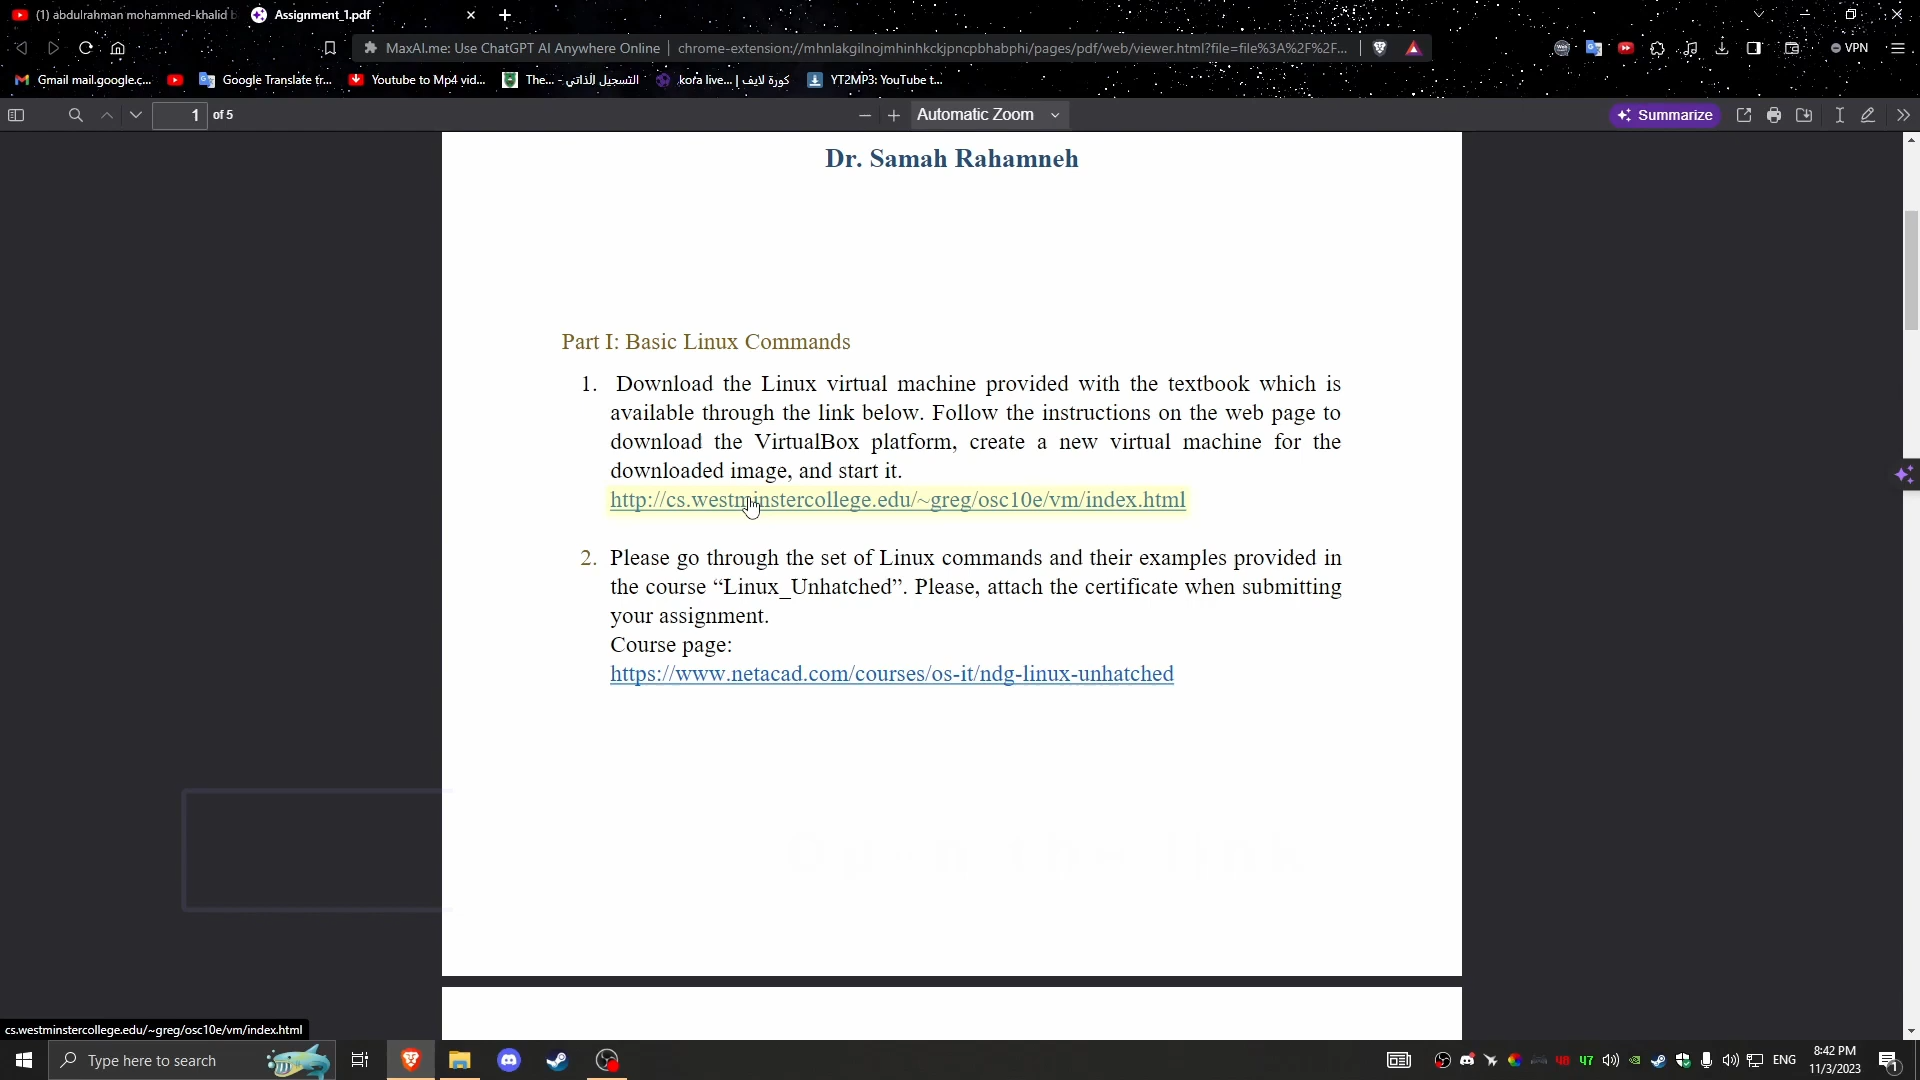 (1) abdulrahman mohammed-khalid b
Assignment_1.pdf
MaxAI.me: Use ChatGPT AI Anywhere Online
chrome-extension://mhnlakgilnojmhinhkckjpncpbhabphi/pages/pdf/web/viewer.html?file=file%3A%2F%2F...
VPN
Gmail mail.google.c...
Google Translate tr...
Youtube to Mp4 vid...
The... - التسجيل الذاتي
kora live... | كورة لايف
YT2MP3: YouTube t...
1 of 5
Automatic Zoom
Summarize
Dr. Samah Rahamneh
Part I: Basic Linux Commands
1. Download the Linux virtual machine provided with the textbook which is
available through the link below. Follow the instructions on the web page to
download the VirtualBox platform, create a new virtual machine for the
downloaded image, and start it.
http://cs.westminstercollege.edu/~greg/osc10e/vm/index.html
2. Please go through the set of Linux commands and their examples provided in
the course “Linux_Unhatched”. Please, attach the certificate when submitting
your assignment.
Course page:
https://www.netacad.com/courses/os-it/ndg-linux-unhatched
cs.westminstercollege.edu/~greg/osc10e/vm/index.html
Type here to search
48
47
ENG
8:42 PM
11/3/2023
1